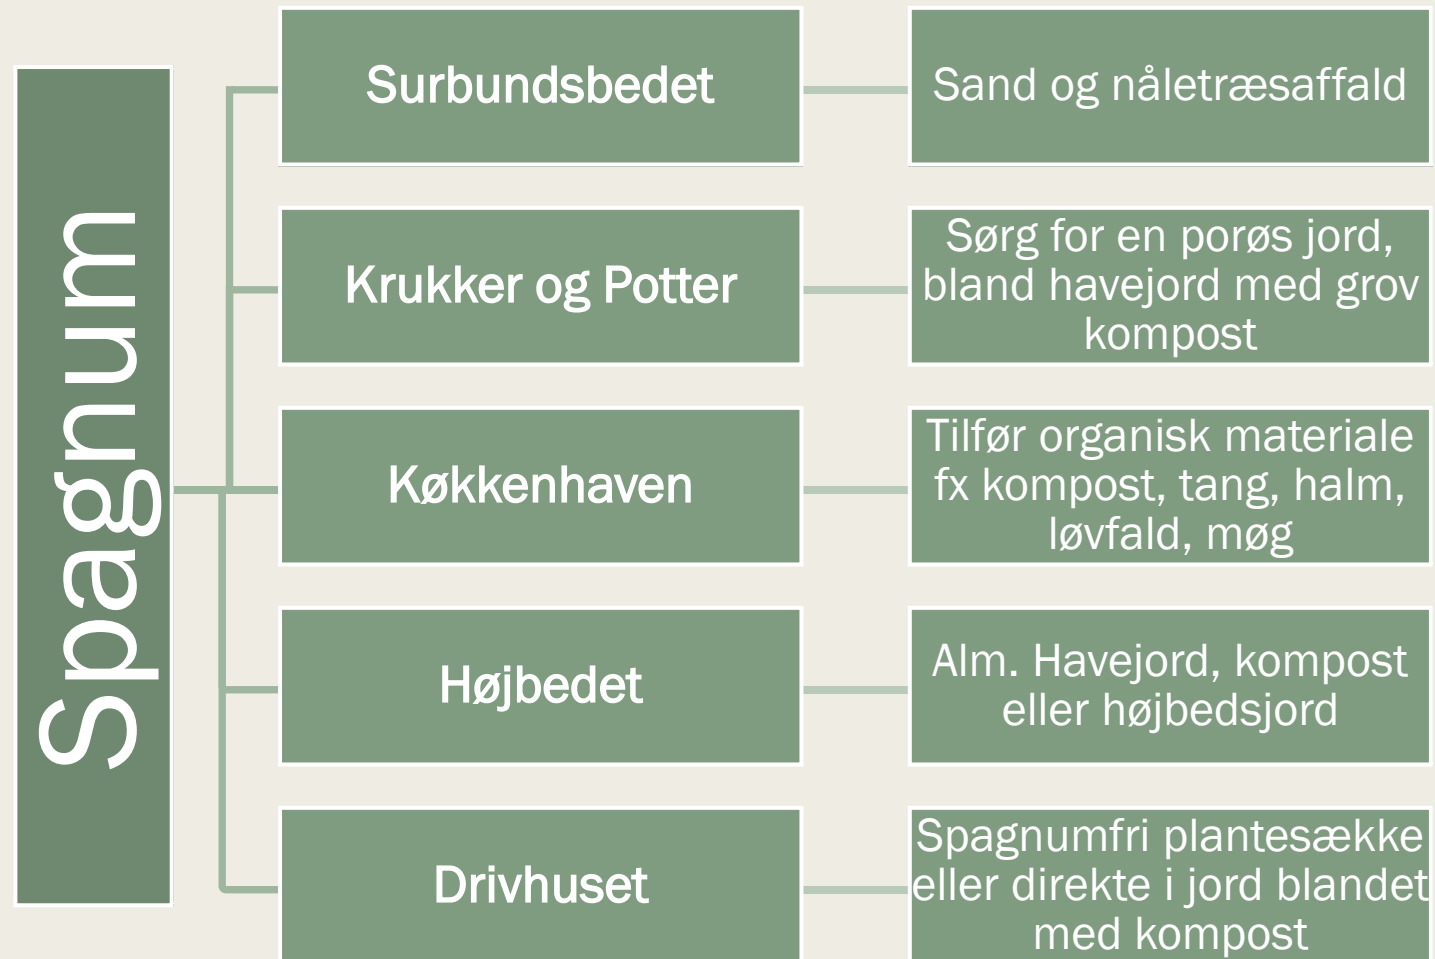 Spagnum
Surbundsbedet
Sand og nåletræsaffald
Krukker og Potter
Sørg for en porøs jord,
bland havejord med grov
kompost
Køkkenhaven
Tilfør organisk materiale
fx kompost, tang, halm,
løvfald, møg
Højbedet
Alm. Havejord, kompost
eller højbedsjord
Drivhuset
Spagnumfri plantesække
eller direkte i jord blandet
med kompost